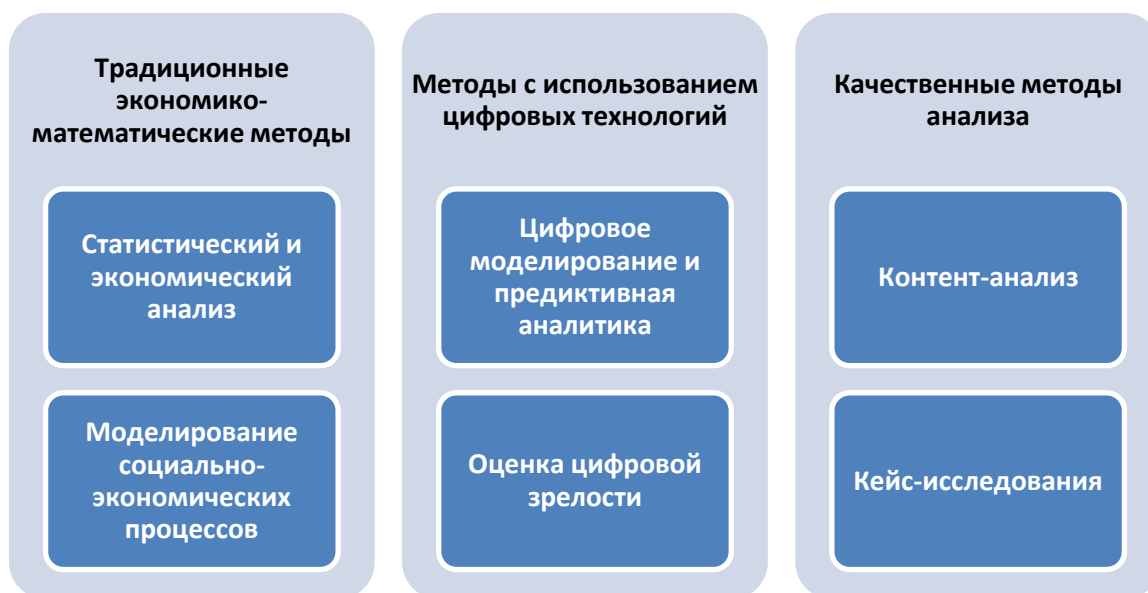 Традиционные
экономико-
математические методы
Статистический и
экономический
анализ
Моделирование
социально-
экономических
процессов
Методы с использованием
цифровых технологий
Цифровое
моделирование и
предиктивная
аналитика
Оценка цифровой
зрелости
Качественные методы
анализа
Контент-анализ
Кейс-исследования